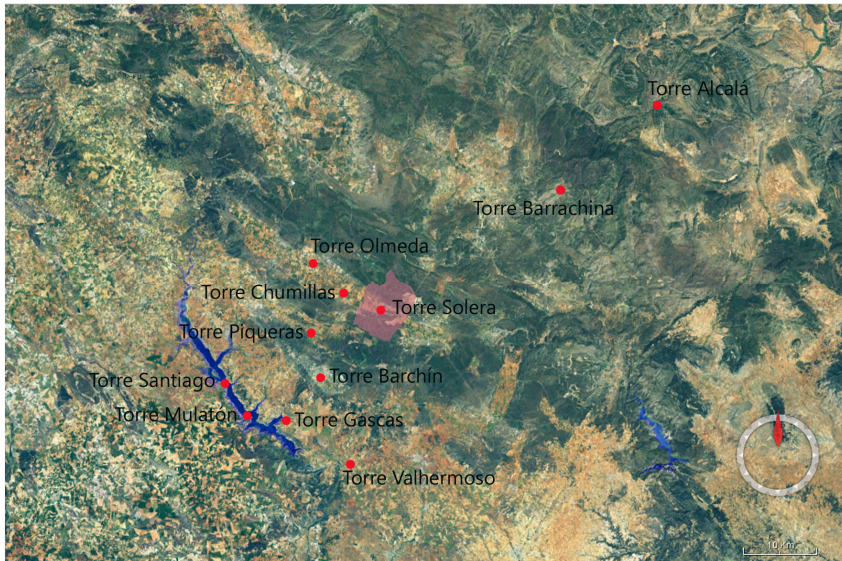 Torre Alcalá
Torre Barrachina
Torre Olmeda
Torre Chumillas
Torre Solera
Torre Piqueras
Torre Barchín
Torre Santiago
Torre Mulatón
Torre Gascas
Torre Valhermoso
10 Km